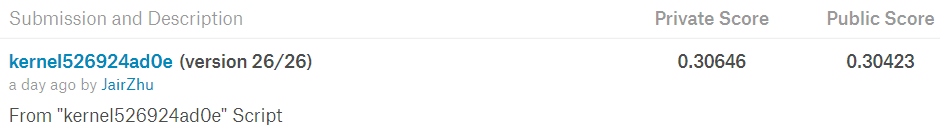 Submission and Description Private Score Public Score
kernel526924ad0e (version 26/26) 0.30646 0.30423
a day ago by JairZhu
From "kernel526924ad0e" Script